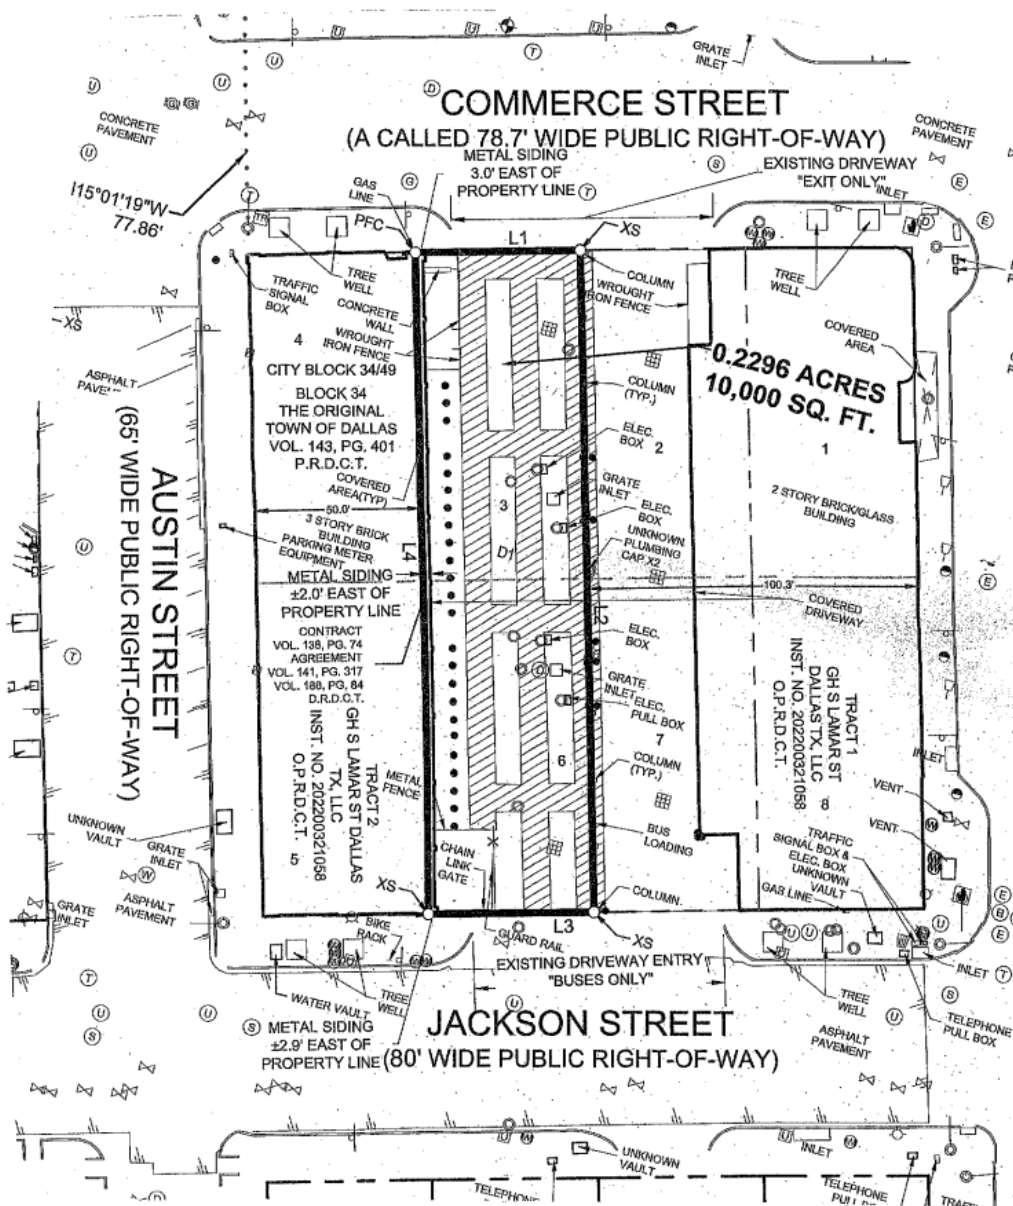 GRATE
INLET
COMMERCE STREET
(A CALLED 78.7' WIDE PUBLIC RIGHT-OF-WAY)
CONCRETE
PAVEMENT
CONCRETE
PAVEMENT
METAL SIDING
3.0' EAST OF
PROPERTY LINE
EXISTING DRIVEWAY
"EXIT ONLY"
INLET
I15°01'19"W
77.86'
GAS
LINE
PFC
L1
XS
TREE
WELL
TRAFFIC
SIGNAL
BOX
CONCRETE
WALL
WROUGHT
IRON FENCE
COLUMN
WROUGHT
IRON FENCE
TREE
WELL
COVERED
AREA
XS
ASPHALT
4
CITY BLOCK 34/49
BLOCK 34
THE ORIGINAL
TOWN OF DALLAS
VOL. 143, PG. 401
P.R.D.C.T.
COVERED
AREA(TYP)
0.2296 ACRES
10,000 SQ. FT.
COLUMN
(TYP.)
ELEC.
BOX
2
1
GRATE
INLET
2 STORY BRICK/GLASS
BUILDING
50.0'
3
D1
ELEC.
BOX
UNKNOWN
PLUMBING
CAP X2
3 STORY BRICK
BUILDING
PARKING METER
EQUIPMENT
L4
L2
AUSTIN STREET
(65' WIDE PUBLIC RIGHT-OF-WAY)
METAL SIDING
±2.0' EAST OF
PROPERTY LINE
100.3'
COVERED
DRIVEWAY
CONTRACT
VOL. 138, PG. 74
AGREEMENT
VOL. 141, PG. 317
VOL. 188, PG. 84
D.R.D.C.T.
ELEC.
BOX
GRATE
INLET
ELEC.
PULL BOX
TRACT 1
GH S LAMAR ST
DALLAS TX, LLC
INST. NO. 202200321058
O.P.R.D.C.T.
TRACT 2
GH S LAMAR ST DALLAS
TX, LLC
INST. NO. 202200321058
O.P.R.D.C.T.
7
6
8
5
COLUMN
(TYP.)
METAL
FENCE
INLET
VENT
VENT
UNKNOWN
VAULT
GRATE
INLET
CHAIN
LINK
GATE
BUS
LOADING
TRAFFIC
SIGNAL BOX &
ELEC. BOX
UNKNOWN
VAULT
GAS LINE
ASPHALT
PAVEMENT
GRATE
INLET
XS
COLUMN
BIKE
RACK
GUARD RAIL
L3
XS
EXISTING DRIVEWAY ENTRY
"BUSES ONLY"
INLET
WATER VAULT
TREE
WELL
TREE
WELL
TELEPHONE
PULL BOX
METAL SIDING
±2.9' EAST OF
PROPERTY LINE
JACKSON STREET
(80' WIDE PUBLIC RIGHT-OF-WAY)
ASPHALT
PAVEMENT
INLET
UNKNOWN
VAULT
TELEPHONE
TELEPHONE